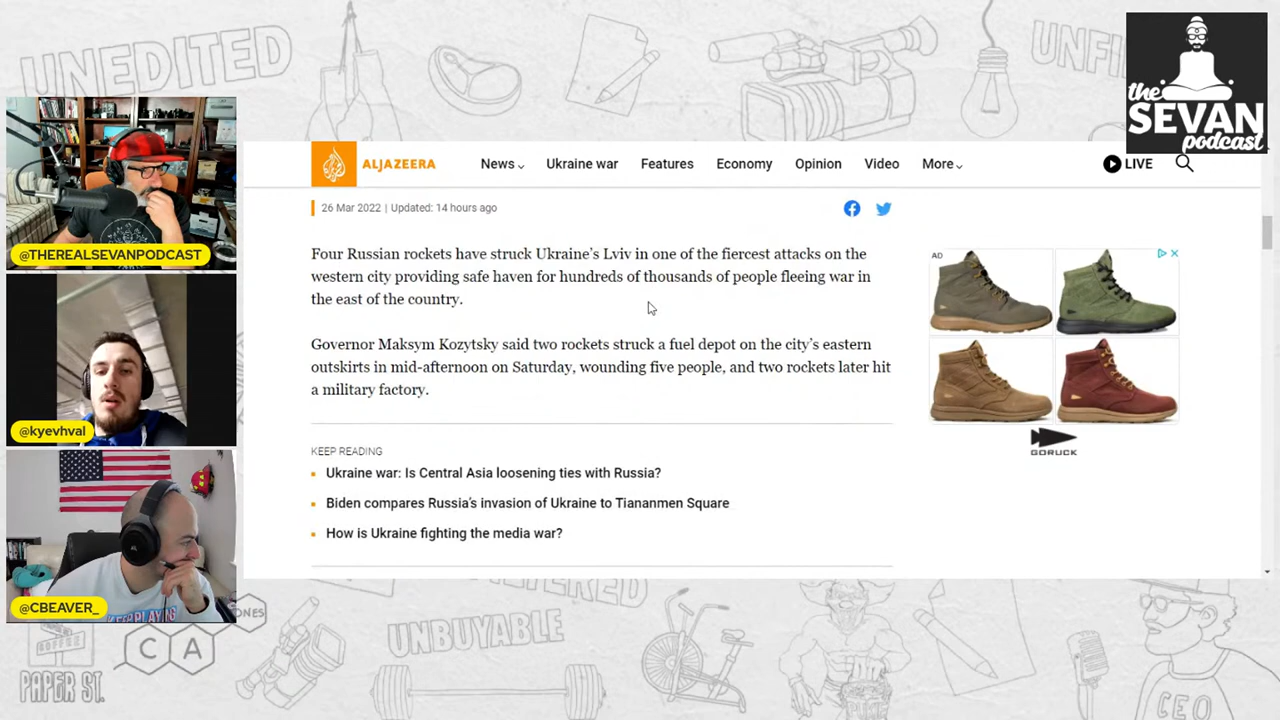 UNEDITED
UNFI
the
SEVAN
podcast
@THEREALSEVANPODCAST
@kyevhval
@CBEAVER_
ALJAZEERA
News Ukraine war Features Economy Opinion Video More LIVE
26 Mar 2022 | Updated: 14 hours ago
Four Russian rockets have struck Ukraine’s Lviv in one of the fiercest attacks on the
western city providing safe haven for hundreds of thousands of people fleeing war in
the east of the country.
Governor Maksym Kozytsky said two rockets struck a fuel depot on the city’s eastern
outskirts in mid-afternoon on Saturday, wounding five people, and two rockets later hit
a military factory.
KEEP READING
Ukraine war: Is Central Asia loosening ties with Russia?
Biden compares Russia’s invasion of Ukraine to Tiananmen Square
How is Ukraine fighting the media war?
AD
GORUCK
TERED
UNBUYABLE
COFFEE
PAPER ST.
C A
ONES
CEO